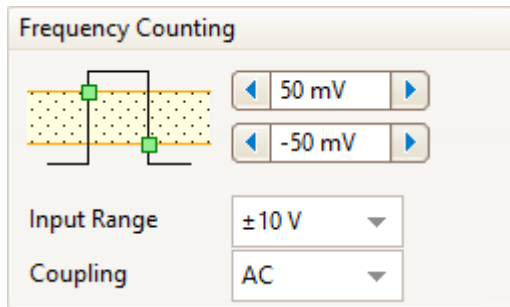 Frequency Counting
50 mV
-50 mV
Input Range ±10 V
Coupling AC